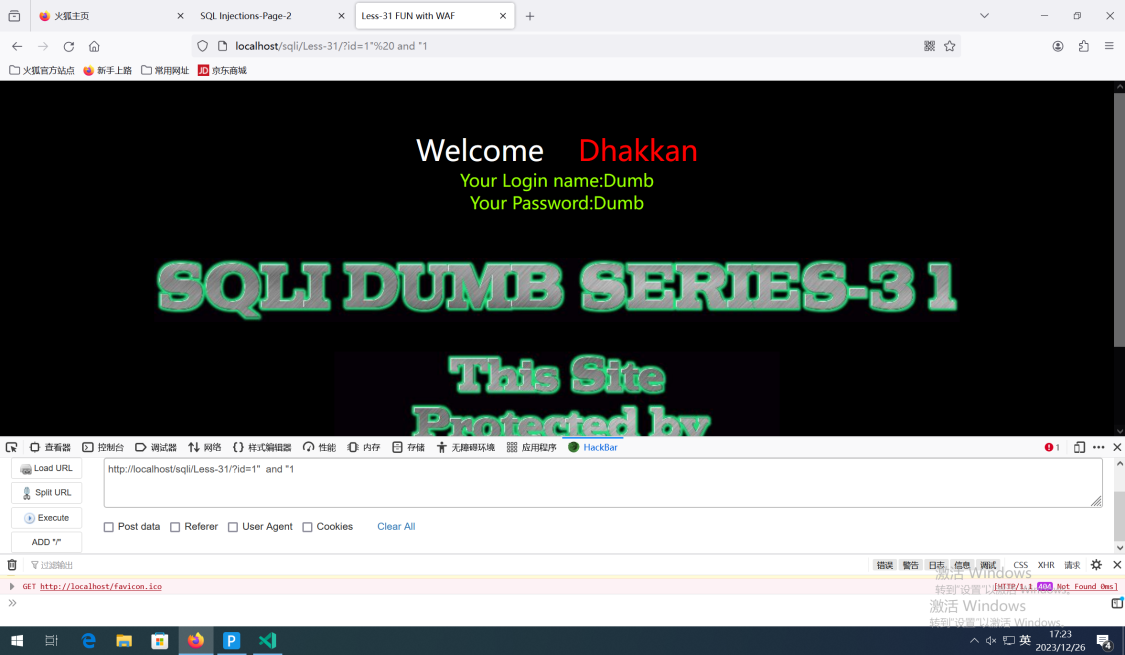 火狐主页
SQL Injections-Page-2
Less-31 FUN with WAF
localhost/sqli/Less-31/?id=1"%20 and "1
火狐官方站点 新手上路 常用网址 JD 京东商城
Welcome Dhakkan
Your Login name:Dumb
Your Password:Dumb
SQLI DUMB SERIES-31
This Site
Protected by
查看器 控制台 调试器 网络 {} 样式编辑器 性能 内存 存储 无障碍环境 应用程序 HackBar 1
Load URL
http://localhost/sqli/Less-31/?id=1"  and "1
Split URL
Execute
Post data Referer User Agent Cookies Clear All
ADD "/"
过滤输出
错误 警告 日志 信息 调试 CSS XHR 请求
激活 Windows
GET http://localhost/favicon.ico
[HTTP/1.1 404 Not Found 0ms]
转到"设置"以激活 Windows。
激活 Windows
转到"设置"以激活 Windows。
英
17:23
2023/12/26
4